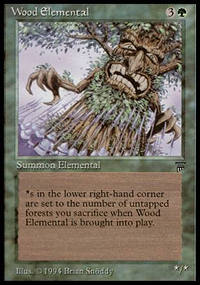 Wood Elemental 3
Summon Elemental
*s in the lower right-hand corner
are set to the number of untapped
forests you sacrifice when Wood
Elemental is brought into play.
Illus. © 1994 Brian Snoddy */*